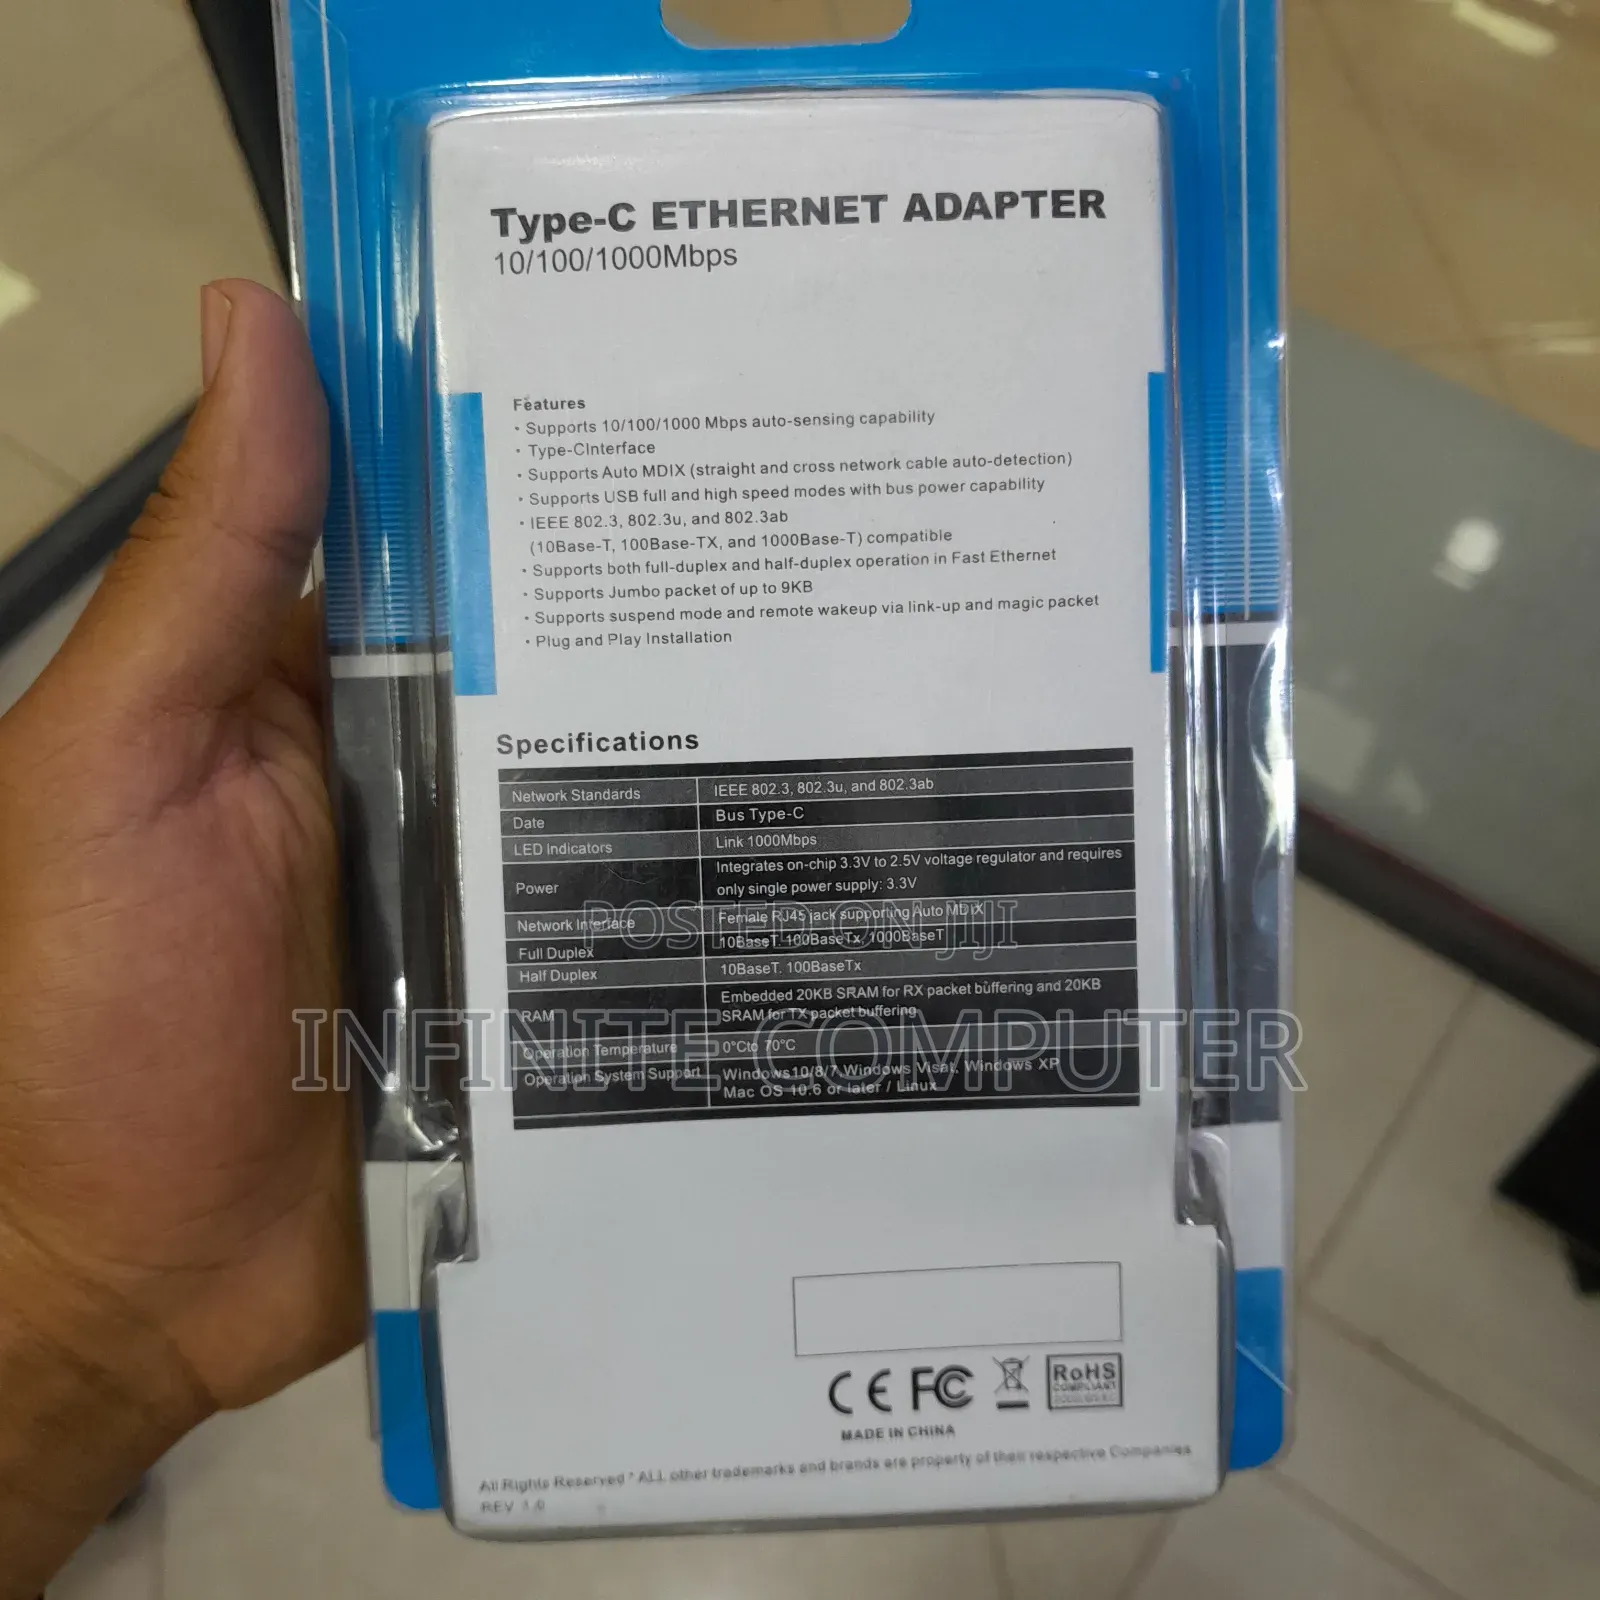 Type-C ETHERNET ADAPTER
10/100/1000Mbps
Features
· Supports 10/100/1000 Mbps auto-sensing capability
· Type-CInterface
· Supports Auto MDIX (straight and cross network cable auto-detection)
· Supports USB full and high speed modes with bus power capability
· IEEE 802.3, 802.3u, and 802.3ab
(10Base-T, 100Base-TX, and 1000Base-T) compatible
· Supports both full-duplex and half-duplex operation in Fast Ethernet
· Supports Jumbo packet of up to 9KB
· Supports suspend mode and remote wakeup via link-up and magic packet
· Plug and Play Installation
Specifications
Network Standards IEEE 802.3, 802.3u, and 802.3ab
Date Bus Type-C
LED Indicators Link 1000Mbps
Power Integrates on-chip 3.3V to 2.5V voltage regulator and requires
only single power supply: 3.3V
Network Interface Female RJ45 jack supporting Auto MDIX
Full Duplex 10BaseT. 100BaseTx, 1000BaseT
Half Duplex 10BaseT. 100BaseTx
RAM Embedded 20KB SRAM for RX packet buffering and 20KB
SRAM for TX packet buffering
Operation Temperature 0°Cto 70°C
Operation System Support Windows10/8/7,Windows Visat, Windows XP
Mac OS 10.6 or later / Linux
POSTED ON JIJI
INFINITE COMPUTER
CE FC RoHS
COMPLIANT
MADE IN CHINA
All Rights Reserved * ALL other trademarks and brands are property of their respective Companies
REV 1.0